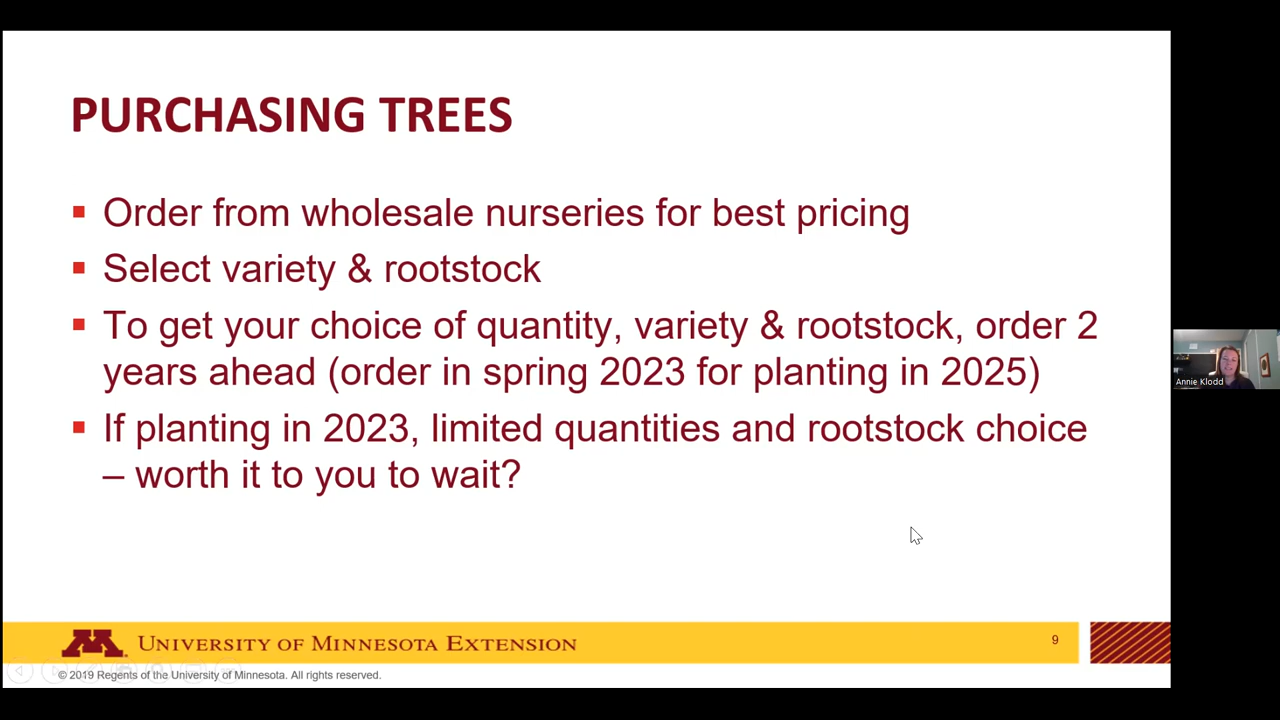 PURCHASING TREES
▪ Order from wholesale nurseries for best pricing
▪ Select variety & rootstock
▪ To get your choice of quantity, variety & rootstock, order 2
years ahead (order in spring 2023 for planting in 2025)
▪ If planting in 2023, limited quantities and rootstock choice
– worth it to you to wait?
Annie Klodd
M UNIVERSITY OF MINNESOTA EXTENSION
9
© 2019 Regents of the University of Minnesota. All rights reserved.